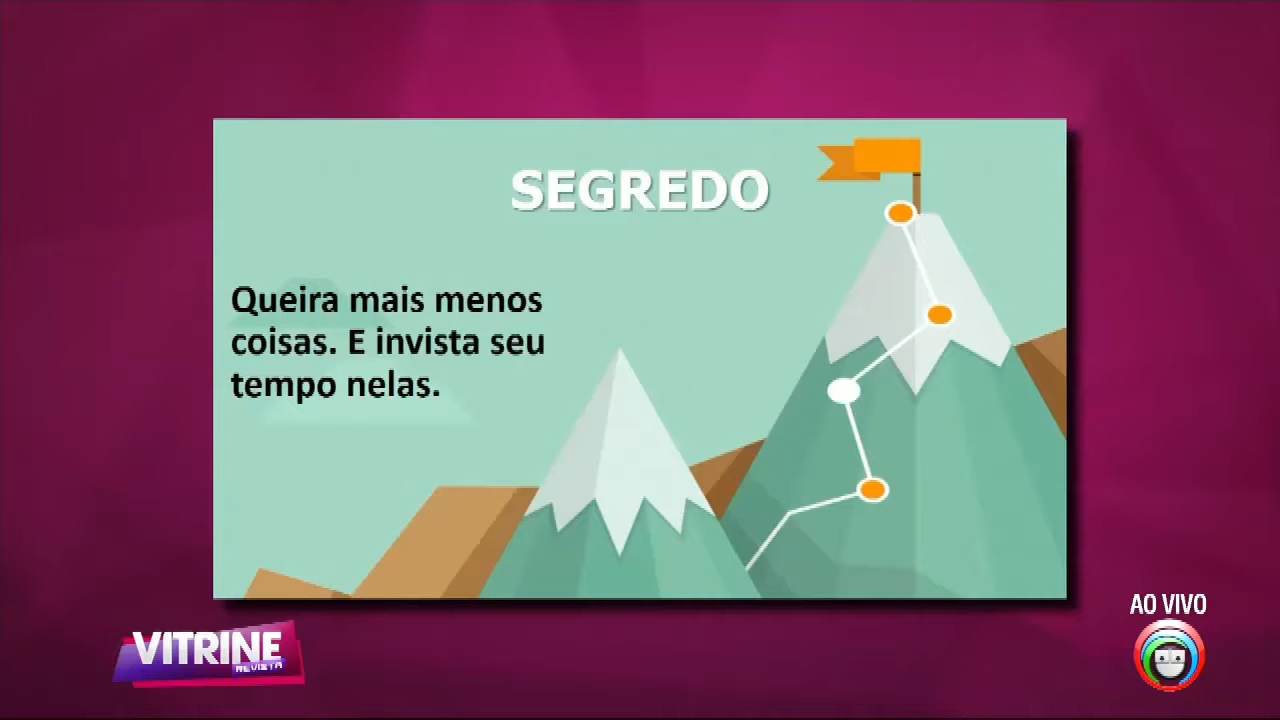 SEGREDO
Queira mais menos
coisas. E invista seu
tempo nelas.
AO VIVO
VITRINE
REVISTA